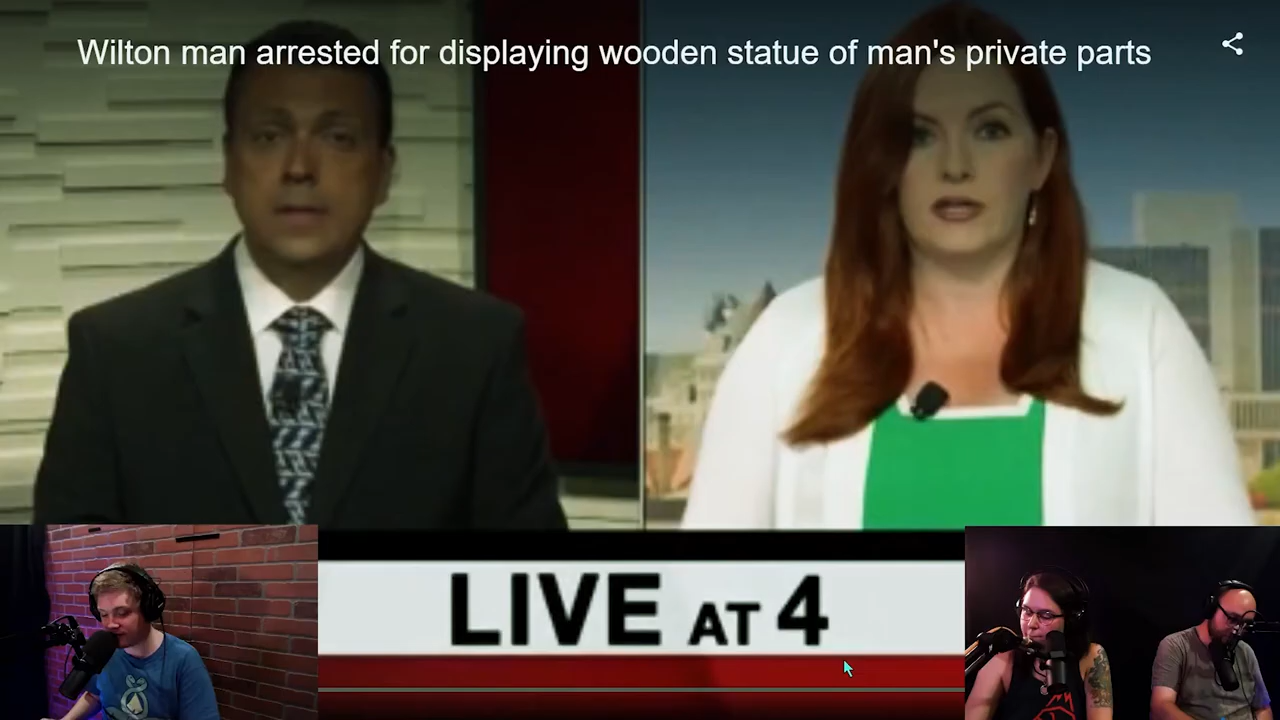 Wilton man arrested for displaying wooden statue of man's private parts
LIVE AT 4